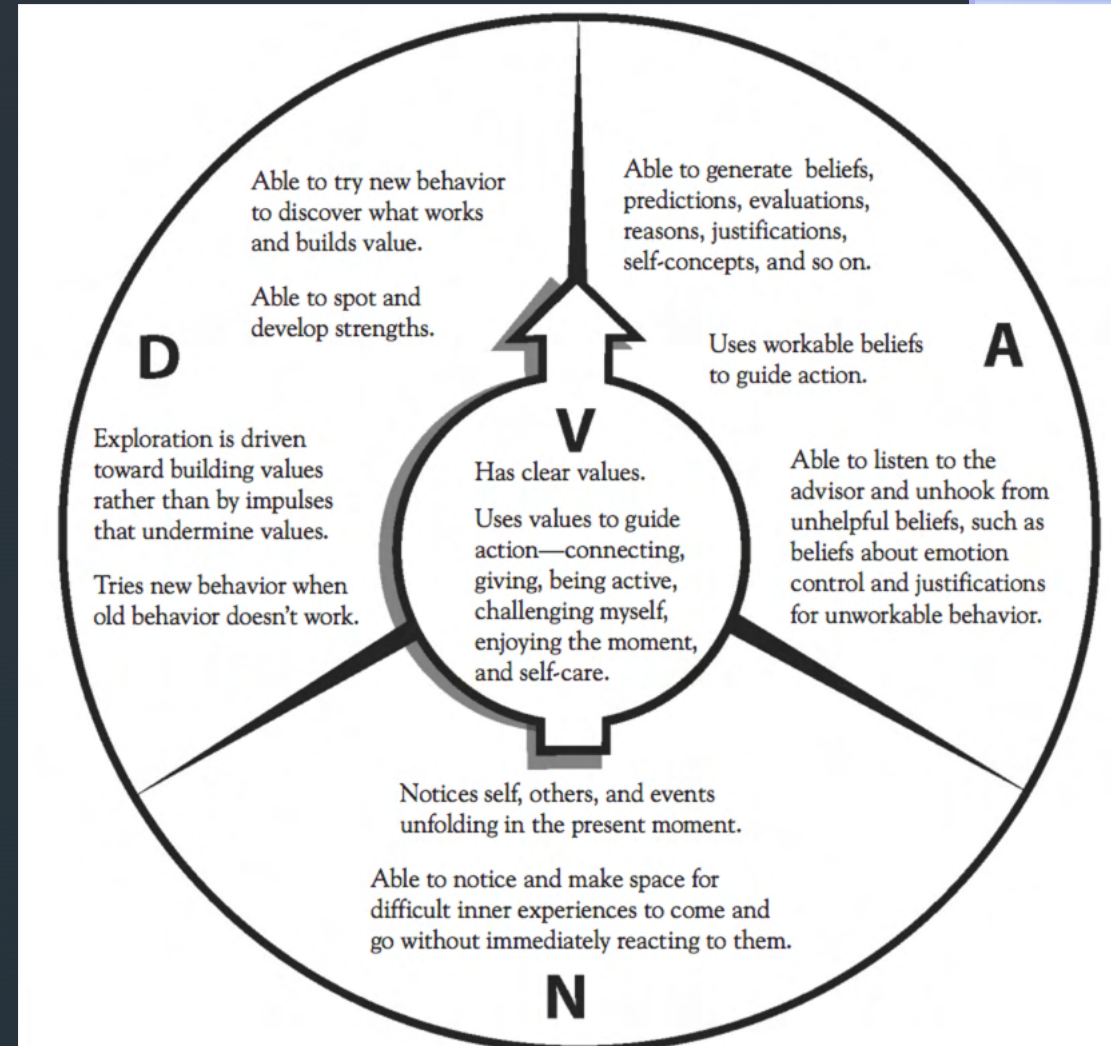 Able to try new behavior
to discover what works
and builds value.
Able to spot and
develop strengths.
D
Exploration is driven
toward building values
rather than by impulses
that undermine values.
Tries new behavior when
old behavior doesn't work.
Able to generate beliefs,
predictions, evaluations,
reasons, justifications,
self-concepts, and so on.
Uses workable beliefs
to guide action.
A
Able to listen to the
advisor and unhook from
unhelpful beliefs, such as
beliefs about emotion
control and justifications
for unworkable behavior.
V
Has clear values.
Uses values to guide
action—connecting,
giving, being active,
challenging myself,
enjoying the moment,
and self-care.
Notices self, others, and events
unfolding in the present moment.
Able to notice and make space for
difficult inner experiences to come and
go without immediately reacting to them.
N